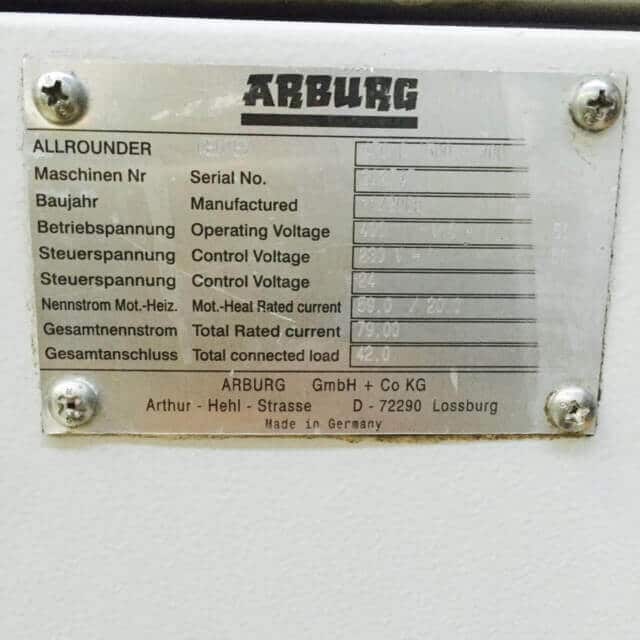 ARBURG
ALLROUNDER
Maschinen Nr Serial No.
Baujahr Manufactured
Betriebspannung Operating Voltage
Steuerspannung Control Voltage
Steuerspannung Control Voltage 24
Nennstrom Mot.-Heiz. Mot.-Heat Rated current
Gesamtnennstrom Total Rated current 79.00
Gesamtanschluss Total connected load 42.0
ARBURG GmbH + Co KG
Arthur - Hehl - Strasse D - 72290 Lossburg
Made in Germany